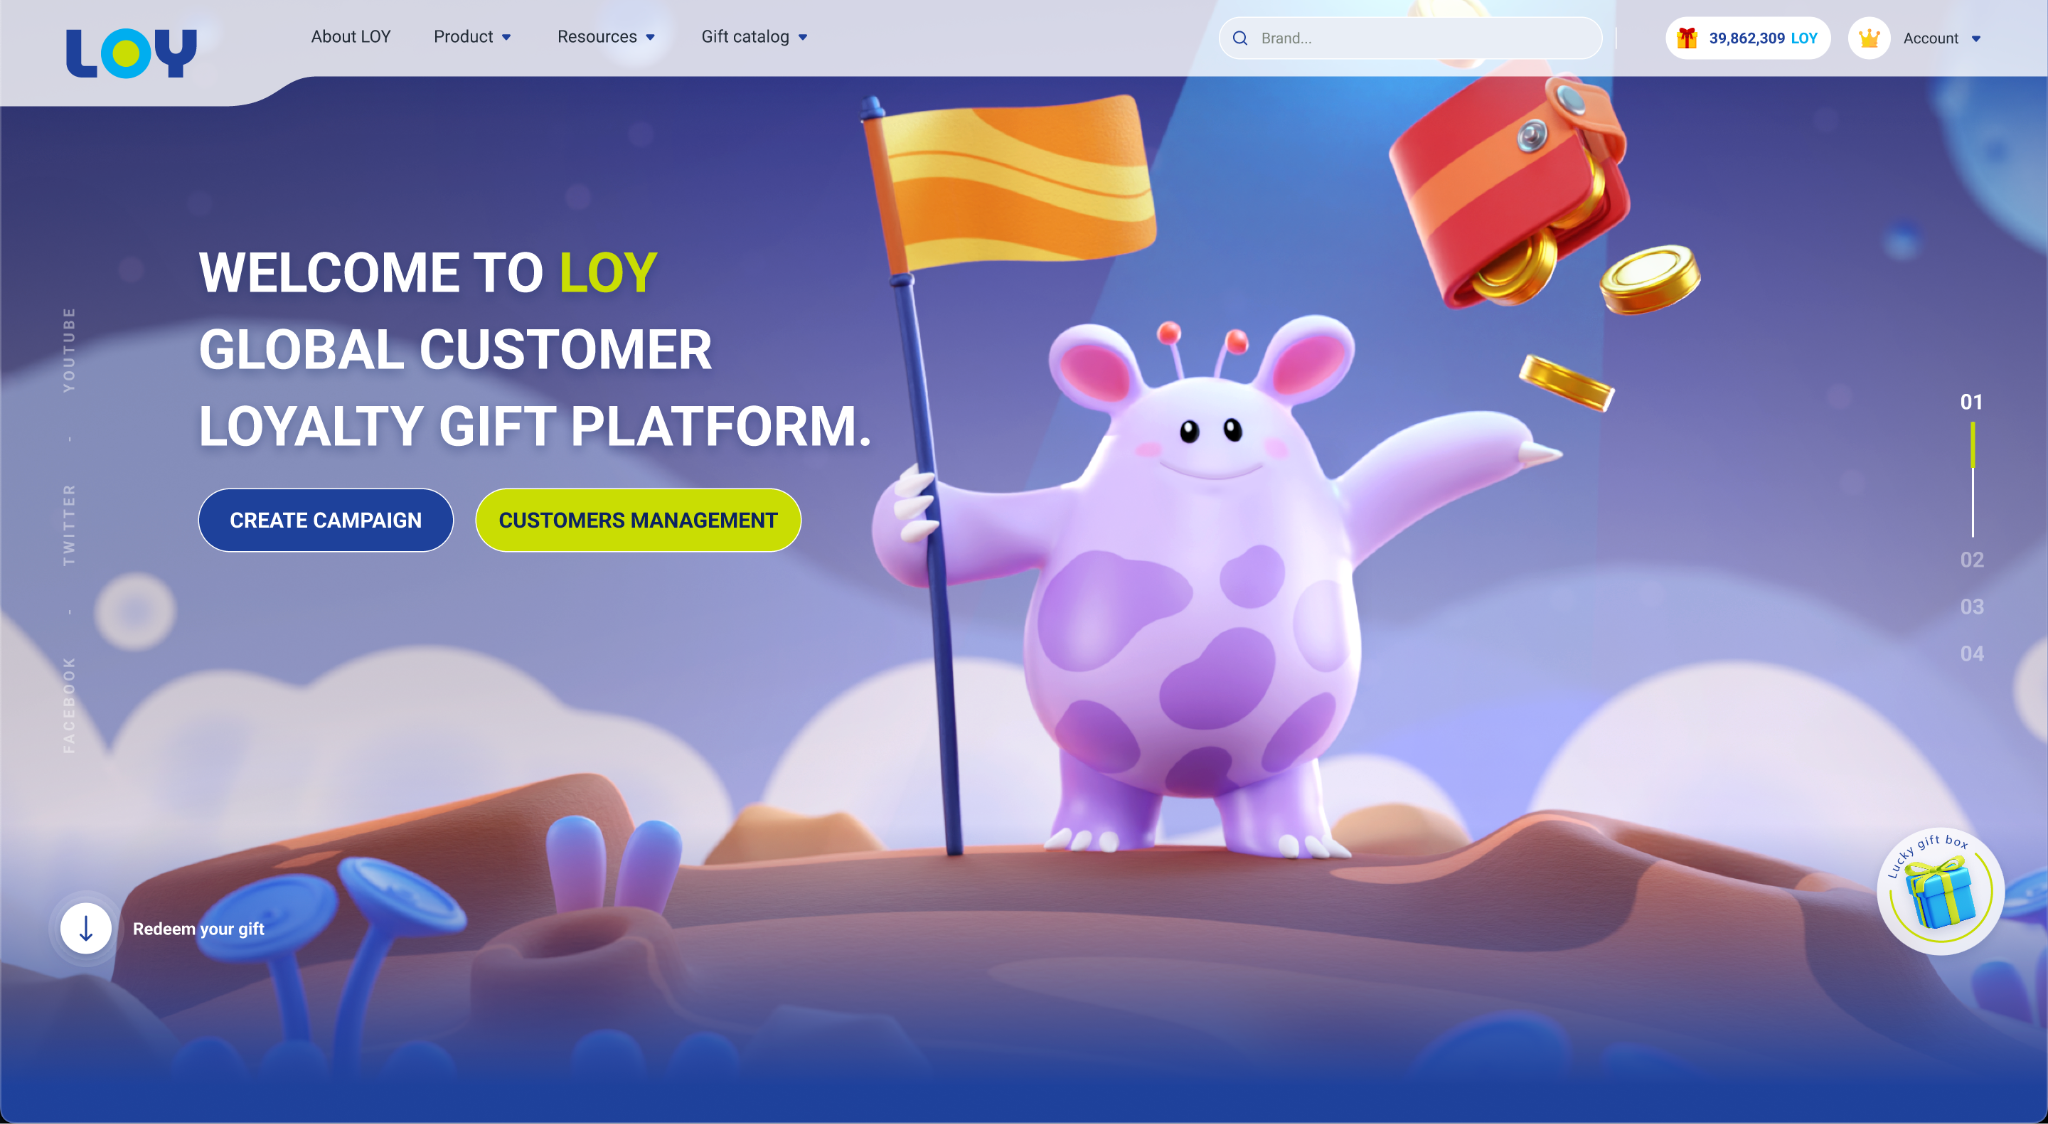 LOY
About LOY
Product
Resources
Gift catalog
Brand...
39,862,309 LOY
Account
WELCOME TO LOY
GLOBAL CUSTOMER
LOYALTY GIFT PLATFORM.
CREATE CAMPAIGN
CUSTOMERS MANAGEMENT
FACEBOOK - TWITTER - YOUTUBE
01
02
03
04
Lucky gift box
Redeem your gift